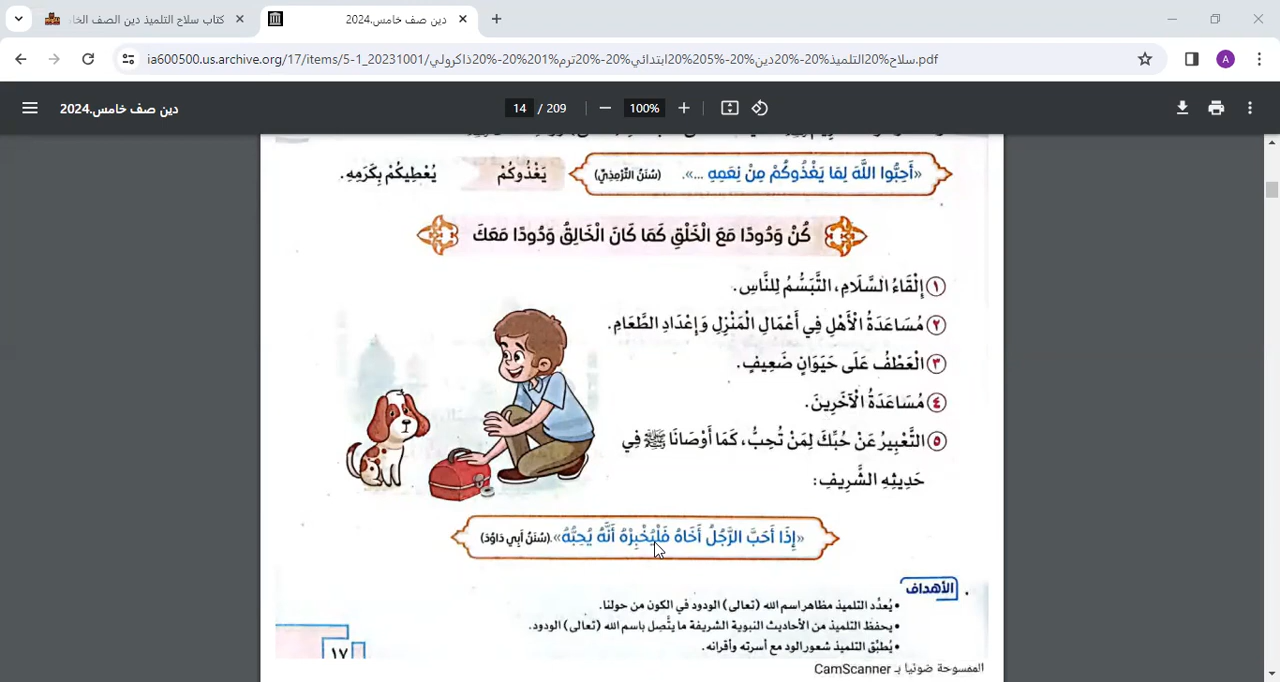 كتاب سلاح التلميذ دين الصف الخا
دين صف خامس.2024
ia600500.us.archive.org/17/items/5-1_20231001/سلاح%20التلميذ%20-%20دين%20-%205%20ابتدائي%20-%20ترم%201%20-%20ذاكرولي.pdf
A
دين صف خامس.2024
14 / 209
100%
«أَحِبُّوا اللَّهَ لِمَا يَغْذُوكُمْ مِنْ نِعَمِهِ ...». (سُنَنُ التِّرْمِذِيِّ) يَغْذُوكُمْ يُعْطِيكُمْ بِكَرَمِهِ.
كُنْ وَدُودًا مَعَ الْخَلْقِ كَمَا كَانَ الْخَالِقُ وَدُودًا مَعَكَ
١ إِلْقَاءُ السَّلَامِ، التَّبَسُّمُ لِلنَّاسِ.
٢ مُسَاعَدَةُ الْأَهْلِ فِي أَعْمَالِ الْمَنْزِلِ وَإِعْدَادِ الطَّعَامِ.
٣ الْعَطْفُ عَلَى حَيَوَانٍ ضَعِيفٍ.
٤ مُسَاعَدَةُ الْآخَرِينَ.
٥ التَّعْبِيرُ عَنْ حُبِّكَ لِمَنْ تُحِبُّ، كَمَا أَوْصَانَا ﷺ فِي
حَدِيثِهِ الشَّرِيفِ:
«إِذَا أَحَبَّ الرَّجُلُ أَخَاهُ فَلْيُخْبِرْهُ أَنَّهُ يُحِبُّهُ».(سُنَنُ أَبِي دَاوُدَ)
الأهداف
• يُعدِّد التلميذ مظاهر اسم الله (تعالى) الودود في الكون من حولنا.
• يحفظ التلميذ من الأحاديث النبوية الشريفة ما يتَّصِل باسم الله (تعالى) الودود.
• يُطبِّق التلميذ شعور الود مع أسرته وأقرانه.
١٧
الممسوحة ضوئيا بـ CamScanner